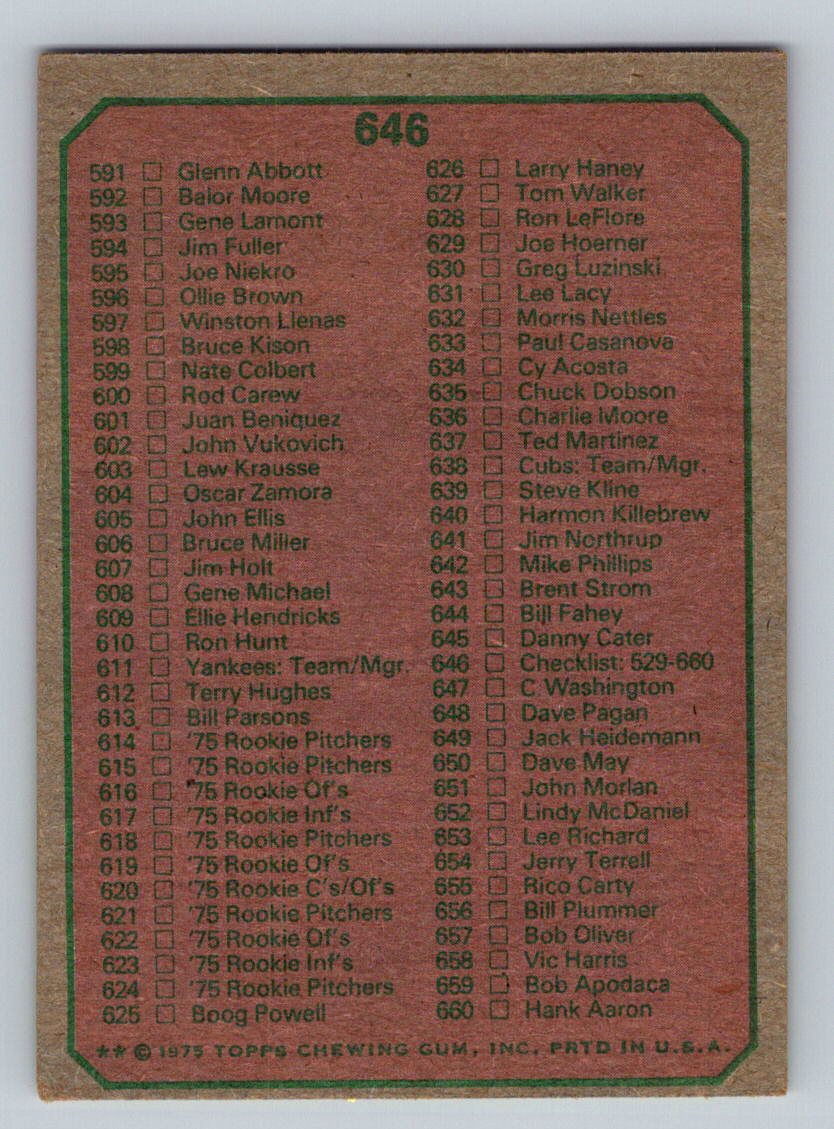 646
591 Glenn Abbott
592 Balor Moore
593 Gene Lamont
594 Jim Fuller
595 Joe Niekro
596 Ollie Brown
597 Winston Llenas
598 Bruce Kison
599 Nate Colbert
600 Rod Carew
601 Juan Beniquez
602 John Vukovich
603 Lew Krausse
604 Oscar Zamora
605 John Ellis
606 Bruce Miller
607 Jim Holt
608 Gene Michael
609 Ellie Hendricks
610 Ron Hunt
611 Yankees: Team/Mgr.
612 Terry Hughes
613 Bill Parsons
614 '75 Rookie Pitchers
615 '75 Rookie Pitchers
616 '75 Rookie Of's
617 '75 Rookie Inf's
618 '75 Rookie Pitchers
619 '75 Rookie Of's
620 '75 Rookie C's/Of's
621 '75 Rookie Pitchers
622 '75 Rookie Of's
623 '75 Rookie Inf's
624 '75 Rookie Pitchers
625 Boog Powell
626 Larry Haney
627 Tom Walker
628 Ron LeFlore
629 Joe Hoerner
630 Greg Luzinski
631 Lee Lacy
632 Morris Nettles
633 Paul Casanova
634 Cy Acosta
635 Chuck Dobson
636 Charlie Moore
637 Ted Martinez
638 Cubs: Team/Mgr.
639 Steve Kline
640 Harmon Killebrew
641 Jim Northrup
642 Mike Phillips
643 Brent Strom
644 Bill Fahey
645 Danny Cater
646 Checklist: 529-660
647 C Washington
648 Dave Pagan
649 Jack Heidemann
650 Dave May
651 John Morlan
652 Lindy McDaniel
653 Lee Richard
654 Jerry Terrell
655 Rico Carty
656 Bill Plummer
657 Bob Oliver
658 Vic Harris
659 Bob Apodaca
660 Hank Aaron
** © 1975 TOPPS CHEWING GUM, INC. PRTD IN U.S.A.